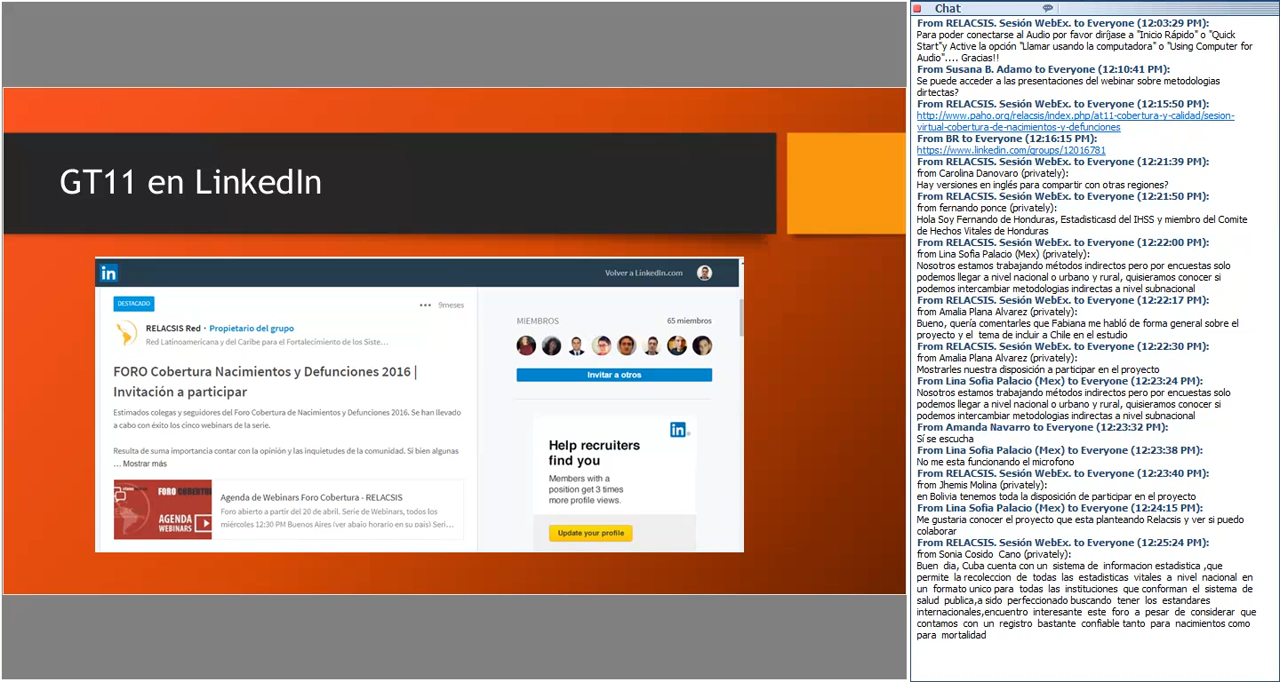 GT11 en LinkedIn
in
Volver a LinkedIn.com
DESTACADO
9meses
RELACSIS Red · Propietario del grupo
Red Latinoamericana y del Caribe para el Fortalecimiento de los Siste...
FORO Cobertura Nacimientos y Defunciones 2016 |
Invitación a participar
Estimados colegas y seguidores del Foro Cobertura de Nacimientos y Defunciones 2016. Se han llevado
a cabo con éxito los cinco webinars de la serie.
Resulta de suma importancia contar con la opinión y las inquietudes de la comunidad. Si bien algunas
... Mostrar más
FORO COBERTUR
AGENDA
WEBINARS
Agenda de Webinars Foro Cobertura - RELACSIS
Foro abierto a partir del 20 de abril. Serie de Webinars, todos los
miércoles 12:30 PM Buenos Aires (ver abajo horario en su país) Seri...
MIEMBROS
65 miembros
Invitar a otros
in
Help recruiters
find you
Members with a
position get 3 times
more profile views.
Update your profile
Chat
From RELACSIS. Sesión WebEx. to Everyone (12:03:29 PM):
Para poder conectarse al Audio por favor diríjase a "Inicio Rápido" o "Quick
Start"y Active la opción "Llamar usando la computadora" o "Using Computer for
Audio".... Gracias!!
From Susana B. Adamo to Everyone (12:10:41 PM):
Se puede acceder a las presentaciones del webinar sobre metodologias
dirtectas?
From RELACSIS. Sesión WebEx. to Everyone (12:15:50 PM):
http://www.paho.org/relacsis/index.php/at11-cobertura-y-calidad/sesion-
virtual-cobertura-de-nacimientos-y-defunciones
From BR to Everyone (12:16:15 PM):
https://www.linkedin.com/groups/12016781
From RELACSIS. Sesión WebEx. to Everyone (12:21:39 PM):
from Carolina Danovaro (privately):
Hay versiones en inglés para compartir con otras regiones?
From RELACSIS. Sesión WebEx. to Everyone (12:21:50 PM):
from fernando ponce (privately):
Hola Soy Fernando de Honduras, Estadisticasd del IHSS y miembro del Comite
de Hechos Vitales de Honduras
From RELACSIS. Sesión WebEx. to Everyone (12:22:00 PM):
from Lina Sofia Palacio (Mex) (privately):
Nosotros estamos trabajando métodos indirectos pero por encuestas solo
podemos llegar a nivel nacional o urbano y rural, quisieramos conocer si
podemos intercambiar metodologias indirectas a nivel subnacional
From RELACSIS. Sesión WebEx. to Everyone (12:22:17 PM):
from Amalia Plana Alvarez (privately):
Bueno, quería comentarles que Fabiana me habló de forma general sobre el
proyecto y el  tema de incluir a Chile en el estudio
From RELACSIS. Sesión WebEx. to Everyone (12:22:30 PM):
from Amalia Plana Alvarez (privately):
Mostrarles nuestra disposición a participar en el proyecto
From Lina Sofia Palacio (Mex) to Everyone (12:23:24 PM):
Nosotros estamos trabajando métodos indirectos pero por encuestas solo
podemos llegar a nivel nacional o urbano y rural, quisieramos conocer si
podemos intercambiar metodologias indirectas a nivel subnacional
From Amanda Navarro to Everyone (12:23:32 PM):
Sí se escucha
From Lina Sofia Palacio (Mex) to Everyone (12:23:38 PM):
No me esta funcionando el microfono
From RELACSIS. Sesión WebEx. to Everyone (12:23:40 PM):
from Jhemis Molina (privately):
en Bolivia tenemos toda la disposición de participar en el proyecto
From Lina Sofia Palacio (Mex) to Everyone (12:24:15 PM):
Me gustaria conocer el proyecto que esta planteando Relacsis y ver si puedo
colaborar
From RELACSIS. Sesión WebEx. to Everyone (12:25:24 PM):
from Sonia Cosido  Cano (privately):
Buen dia, Cuba cuenta con un sistema de informacion estadistica ,que
permite la recoleccion de todas las estadisticas vitales a nivel nacional en
un formato unico para todas las instituciones que conforman el sistema de
salud publica,a sido perfeccionado buscando tener los estandares
internacionales,encuentro interesante este foro a pesar de considerar que
contamos con un registro bastante confiable tanto para nacimientos como
para mortalidad